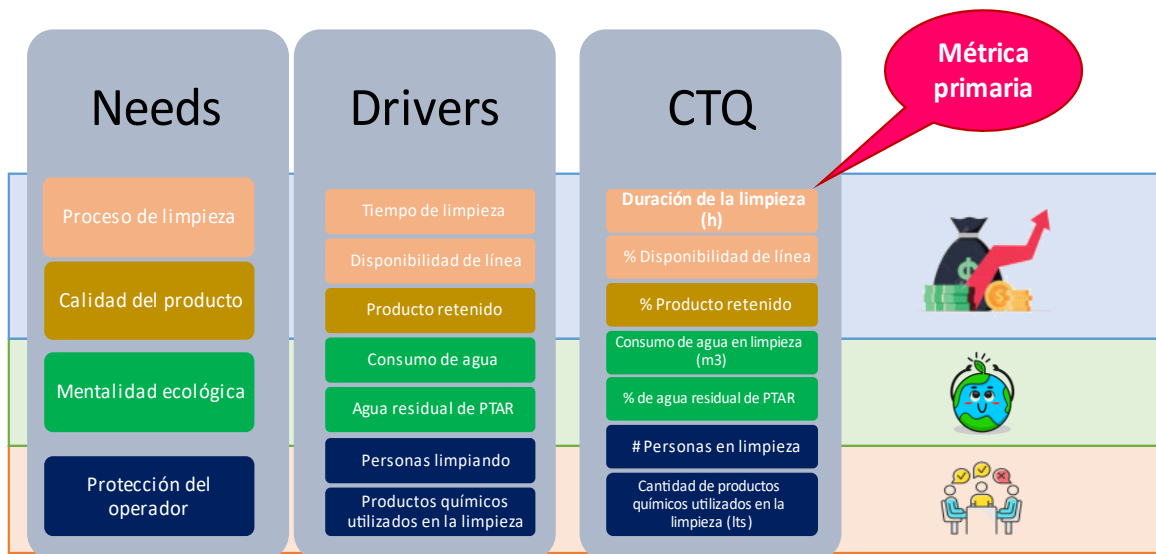 Needs
Proceso de limpieza
Calidad del producto
Mentalidad ecológica
Protección del
operador
Drivers
Tiempo de limpieza
Disponibilidad de línea
Producto retenido
Consumo de agua
Agua residual de PTAR
Personas limpiando
Productos químicos
utilizados en la limpieza
CTQ
Duración de la limpieza
(h)
% Disponibilidad de línea
% Producto retenido
Consumo de agua en limpieza
(m3)
% de agua residual de PTAR
# Personas en limpieza
Cantidad de productos
químicos utilizados en la
limpieza (lts)
Métrica
primaria
$
$